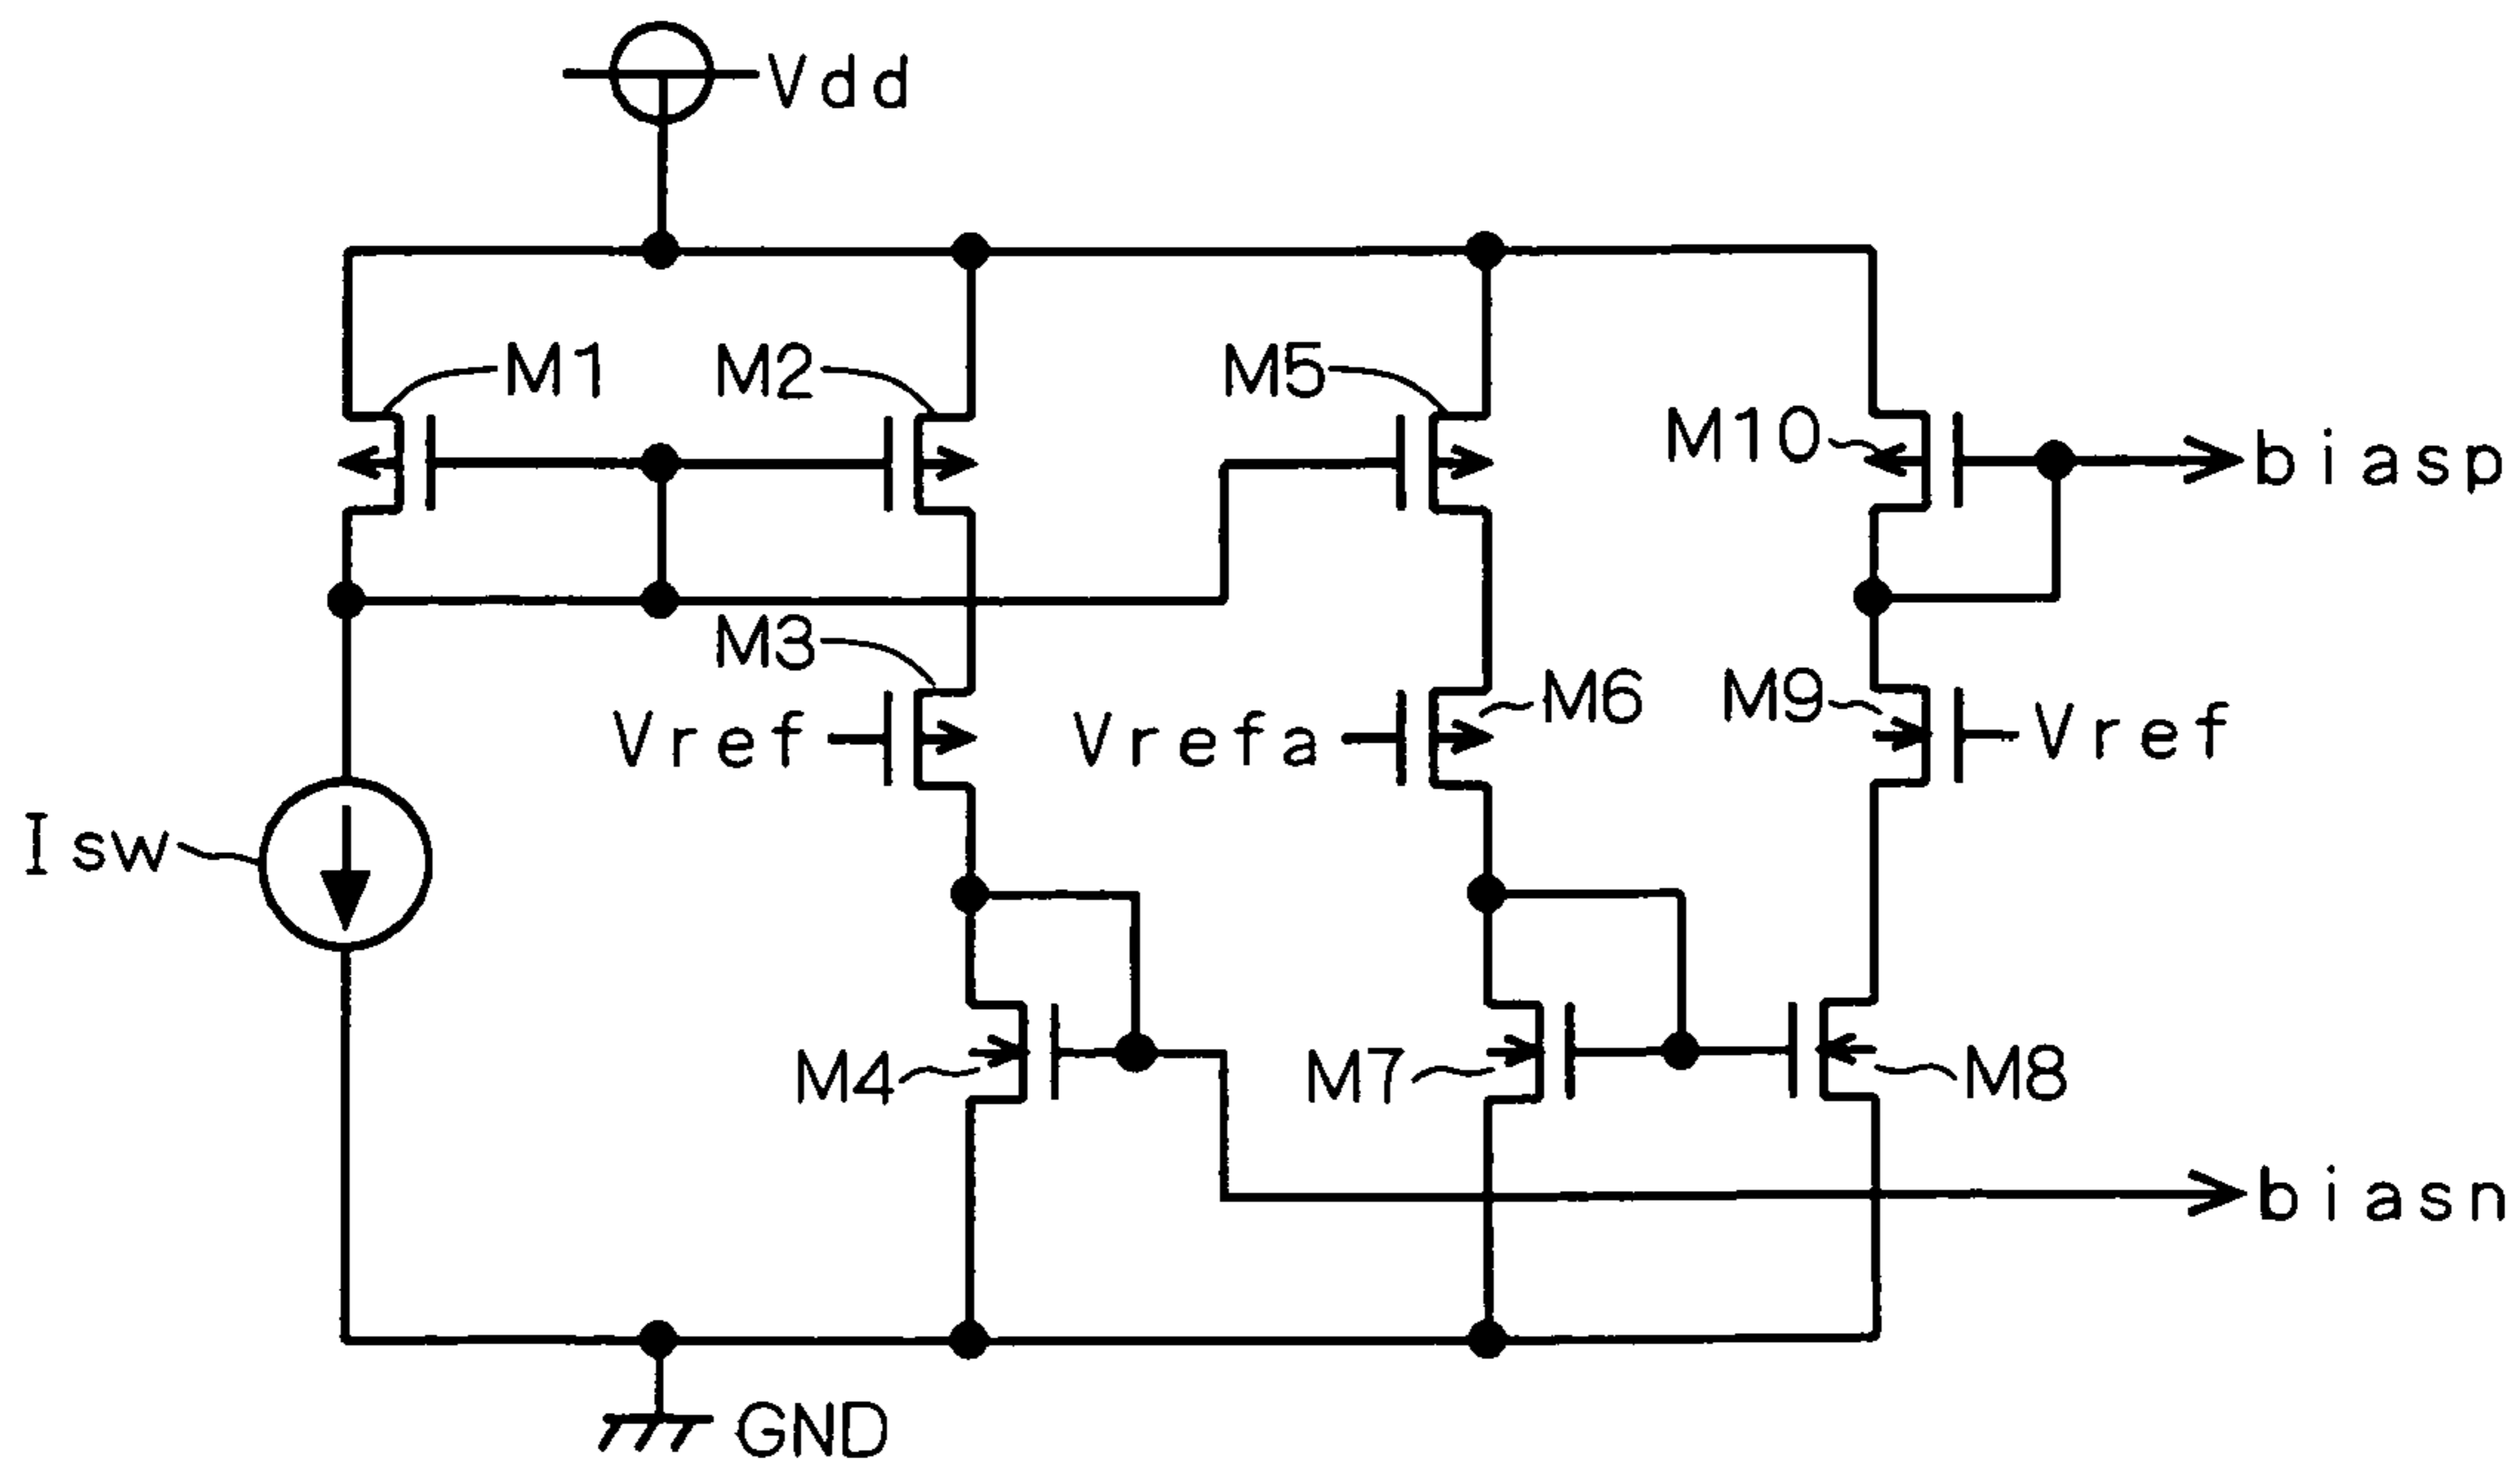 Vdd
M1
M2
M5
M10
biasp
M3
Vref
Vrefa
M6
M9
Vref
Isw
M4
M7
M8
biasn
GND